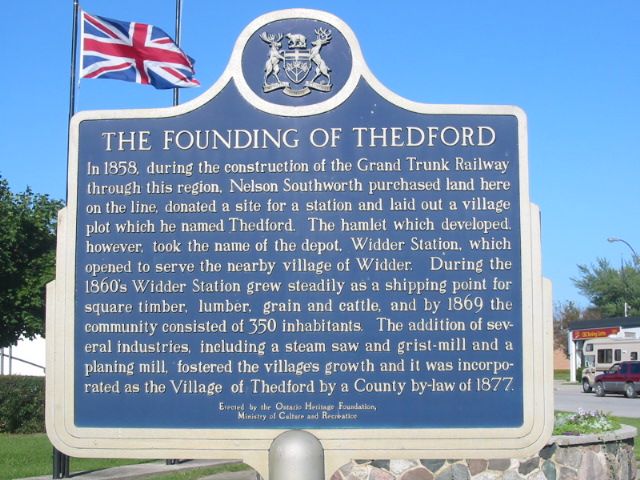 THE FOUNDING OF THEDFORD
In 1858, during the construction of the Grand Trunk Railway
through this region, Nelson Southworth purchased land here
on the line, donated a site for a station and laid out a village
plot which he named Thedford. The hamlet which developed,
however, took the name of the depot, Widder Station, which
opened to serve the nearby village of Widder. During the
1860's Widder Station grew steadily as a shipping point for
square timber, lumber, grain and cattle, and by 1869 the
community consisted of 350 inhabitants. The addition of sev-
eral industries, including a steam saw and grist-mill and a
planing mill, fostered the village's growth and it was incorpo-
rated as the Village of Thedford by a County by-law of 1877.
Erected by the Ontario Heritage Foundation,
Ministry of Culture and Recreation